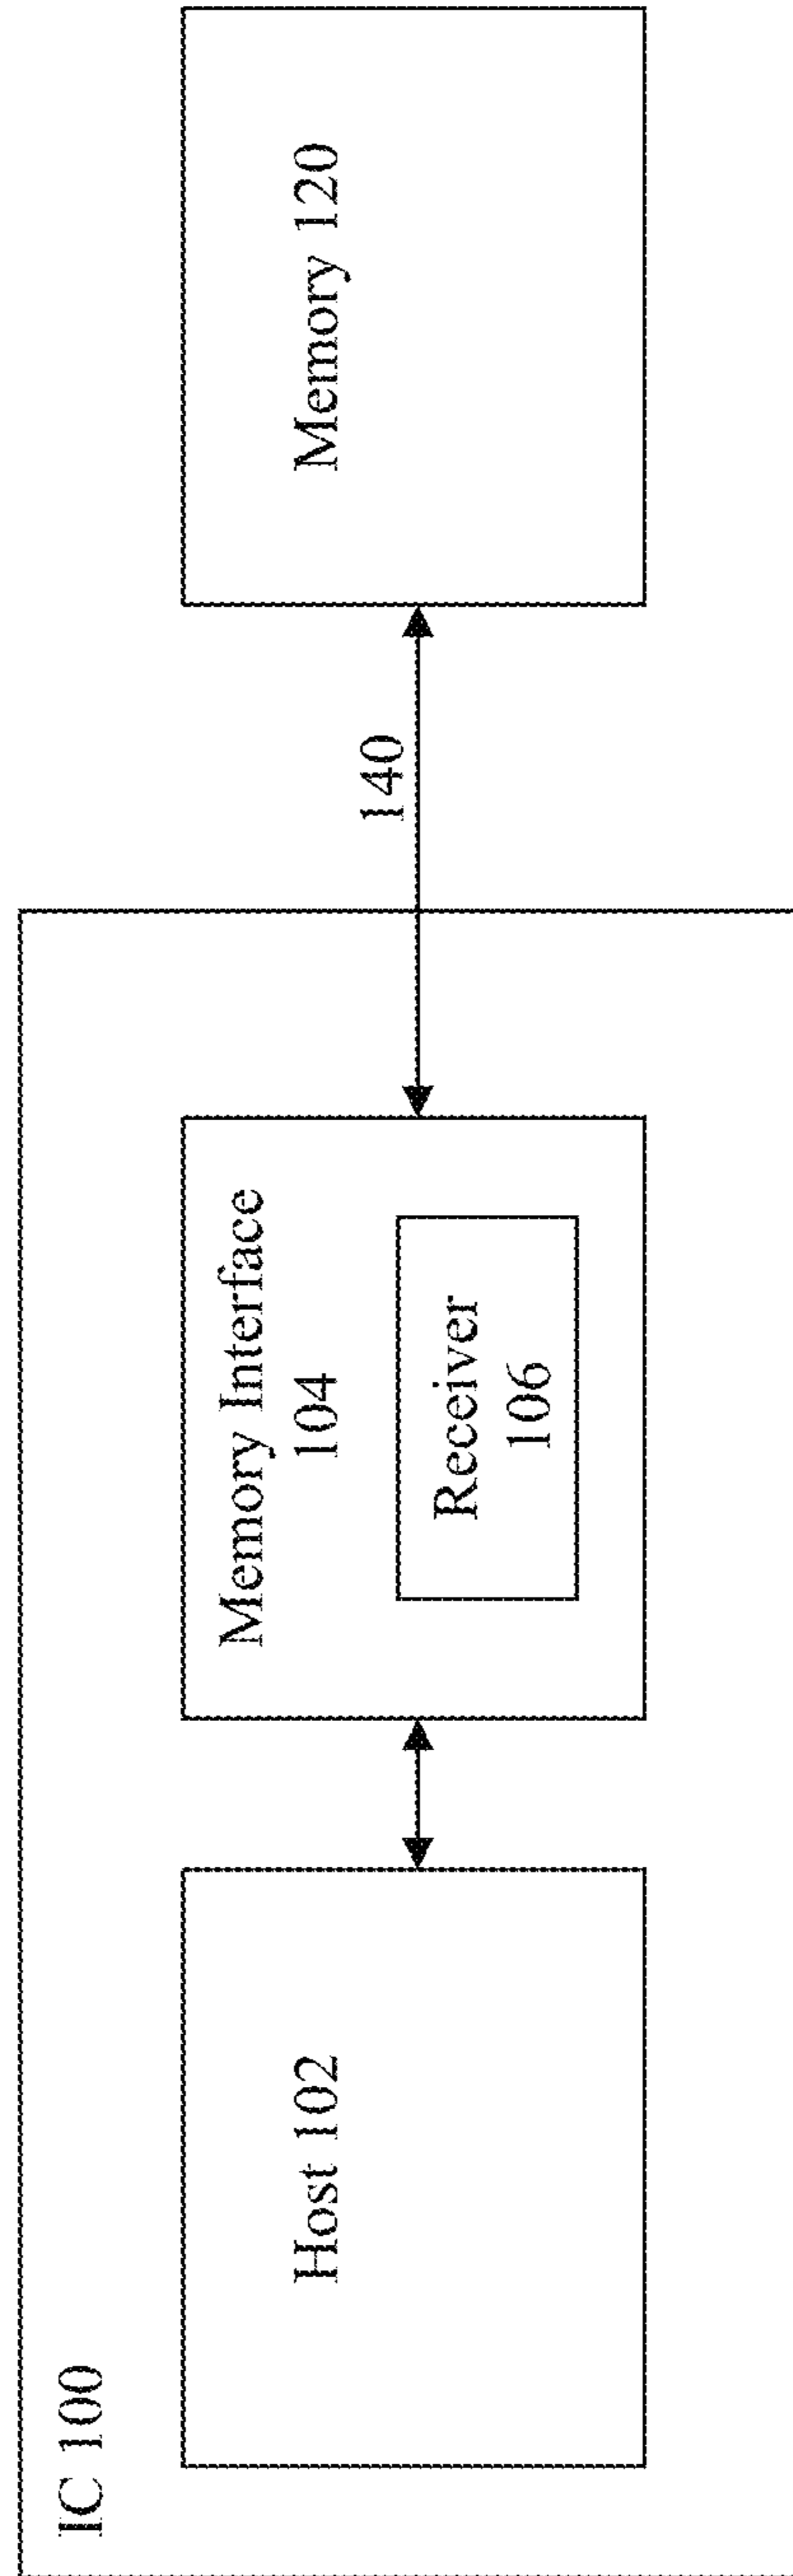 IC 100
Host 102
Memory Interface
104
Receiver
106
140
Memory 120